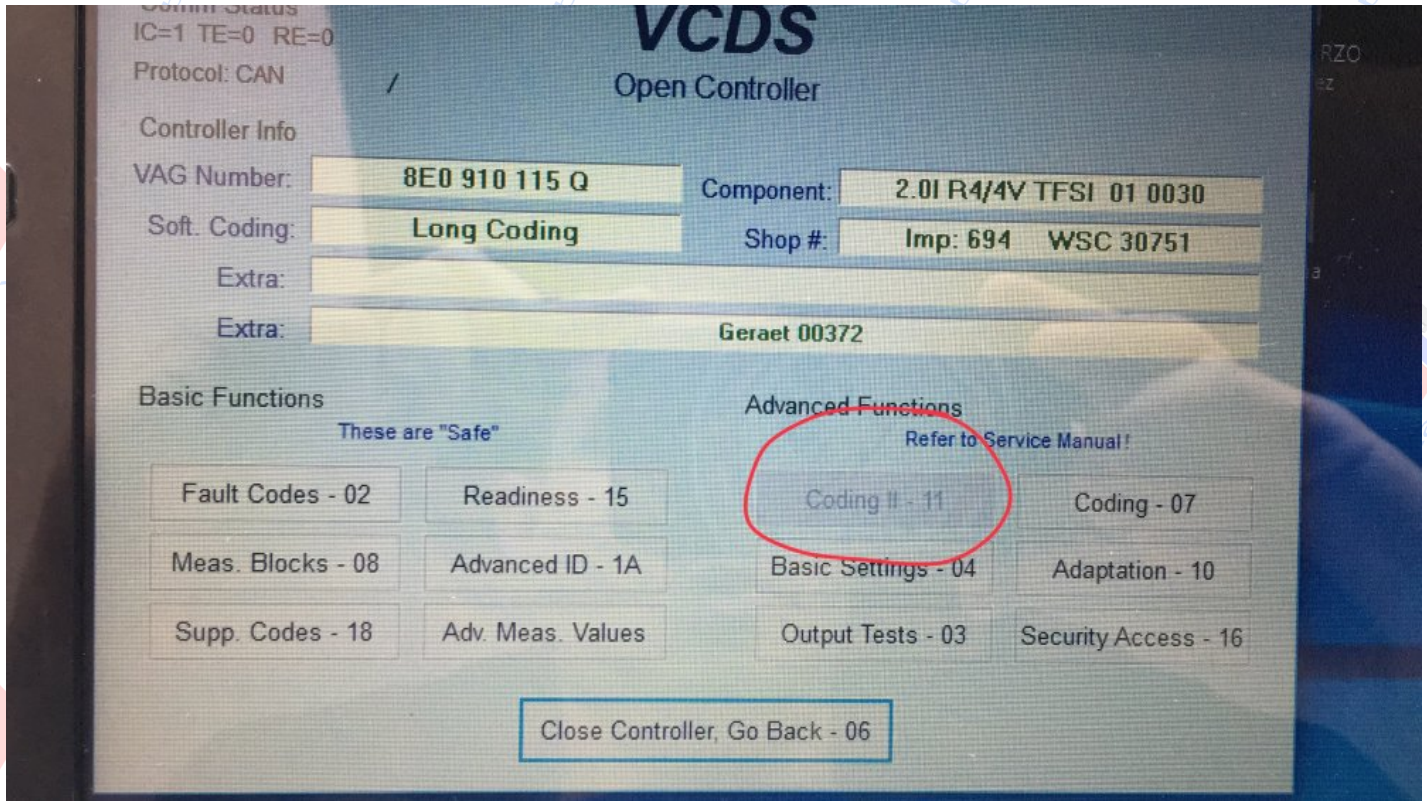 Comm Status
IC=1 TE=0 RE=0
Protocol: CAN /
VCDS
Open Controller
Controller Info
VAG Number: 8E0 910 115 Q Component: 2.0l R4/4V TFSI 01 0030
Soft. Coding: Long Coding Shop #: Imp: 694 WSC 30751
Extra:
Extra: Geraet 00372
Basic Functions
These are "Safe"
Advanced Functions
Refer to Service Manual!
Fault Codes - 02 Readiness - 15 Coding II - 11 Coding - 07
Meas. Blocks - 08 Advanced ID - 1A Basic Settings - 04 Adaptation - 10
Supp. Codes - 18 Adv. Meas. Values Output Tests - 03 Security Access - 16
Close Controller, Go Back - 06
RZO
ez